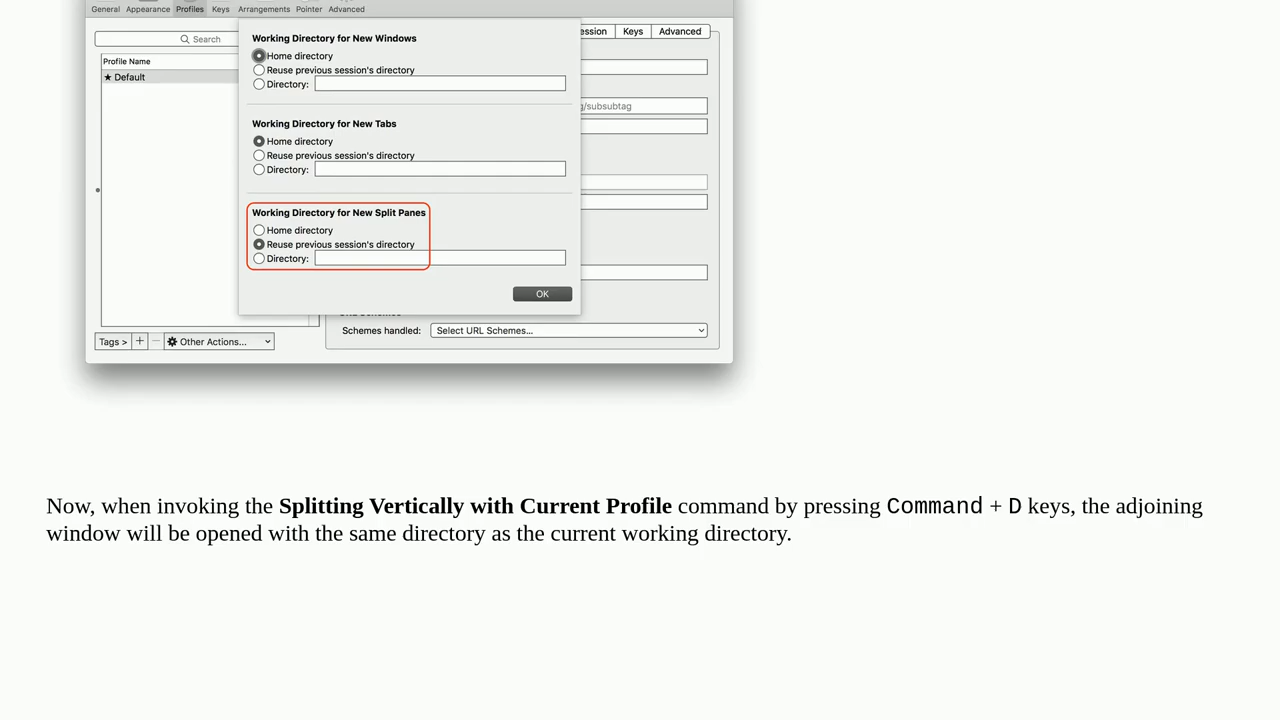 General Appearance Profiles Keys Arrangements Pointer Advanced
Search
Profile Name
★ Default
Working Directory for New Windows
Home directory
Reuse previous session's directory
Directory:
Working Directory for New Tabs
Home directory
Reuse previous session's directory
Directory:
Working Directory for New Split Panes
Home directory
Reuse previous session's directory
Directory:
OK
ession Keys Advanced
g/subsubtag
Schemes handled: Select URL Schemes...
Tags > + − Other Actions...
Now, when invoking the Splitting Vertically with Current Profile command by pressing Command + D keys, the adjoining
window will be opened with the same directory as the current working directory.